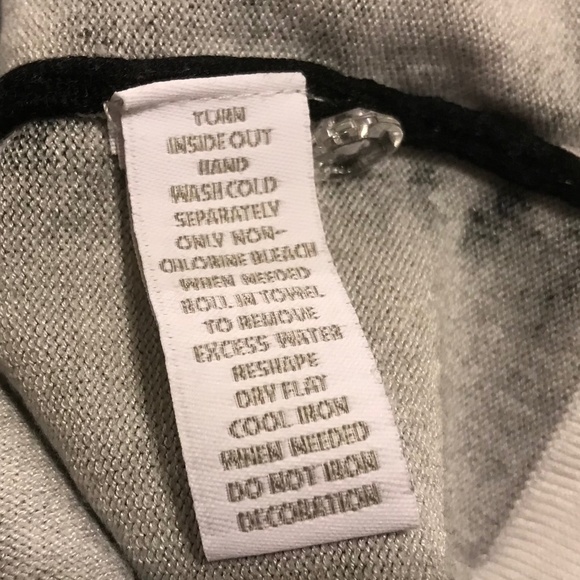 TURN
INSIDE OUT
HAND
WASH COLD
SEPARATELY
ONLY NON-
CHLORINE BLEACH
WHEN NEEDED
ROLL IN TOWEL
TO REMOVE
EXCESS WATER
RESHAPE
DRY FLAT
COOL IRON
WHEN NEEDED
DO NOT IRON
DECORATION